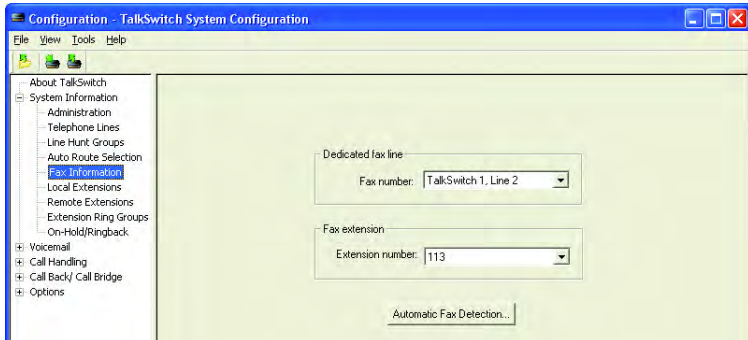 Configuration - TalkSwitch System Configuration
File View Tools Help
About TalkSwitch
System Information
Administration
Telephone Lines
Line Hunt Groups
Auto Route Selection
Fax Information
Local Extensions
Remote Extensions
Extension Ring Groups
On-Hold/Ringback
Voicemail
Call Handling
Call Back/ Call Bridge
Options
Dedicated fax line
Fax number: TalkSwitch 1, Line 2
Fax extension
Extension number: 113
Automatic Fax Detection...